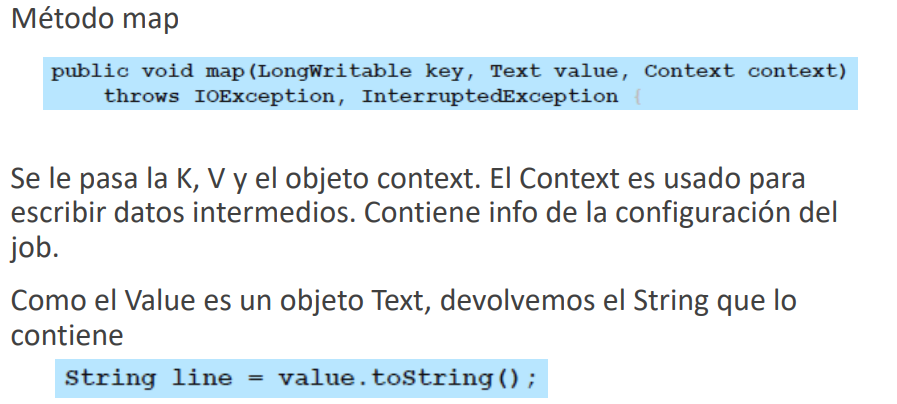 Método map
public void map(LongWritable key, Text value, Context context)
throws IOException, InterruptedException {
Se le pasa la K, V y el objeto context. El Context es usado para
escribir datos intermedios. Contiene info de la configuración del
job.
Como el Value es un objeto Text, devolvemos el String que lo
contiene
String line = value.toString();